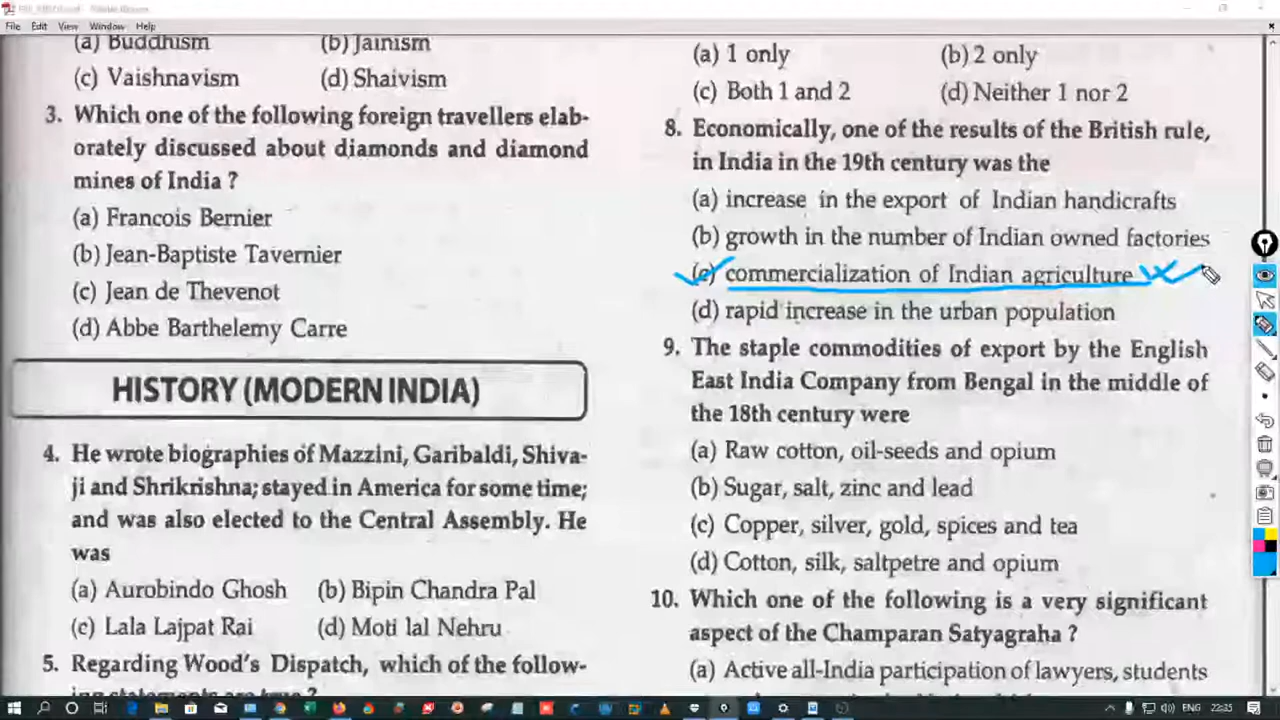 File Edit View Window Help
(a) Buddhism (b) Jainism
(c) Vaishnavism (d) Shaivism
3. Which one of the following foreign travellers elab-
orately discussed about diamonds and diamond
mines of India ?
(a) Francois Bernier
(b) Jean-Baptiste Tavernier
(c) Jean de Thevenot
(d) Abbe Barthelemy Carre
HISTORY (MODERN INDIA)
4. He wrote biographies of Mazzini, Garibaldi, Shiva-
ji and Shrikrishna; stayed in America for some time;
and was also elected to the Central Assembly. He
was
(a) Aurobindo Ghosh (b) Bipin Chandra Pal
(c) Lala Lajpat Rai (d) Moti lal Nehru
5. Regarding Wood's Dispatch, which of the follow-
ing statements are true ?
(a) 1 only (b) 2 only
(c) Both 1 and 2 (d) Neither 1 nor 2
8. Economically, one of the results of the British rule,
in India in the 19th century was the
(a) increase in the export of Indian handicrafts
(b) growth in the number of Indian owned factories
(c) commercialization of Indian agriculture
(d) rapid increase in the urban population
9. The staple commodities of export by the English
East India Company from Bengal in the middle of
the 18th century were
(a) Raw cotton, oil-seeds and opium
(b) Sugar, salt, zinc and lead
(c) Copper, silver, gold, spices and tea
(d) Cotton, silk, saltpetre and opium
10. Which one of the following is a very significant
aspect of the Champaran Satyagraha ?
(a) Active all-India participation of lawyers, students
ENG 22:35